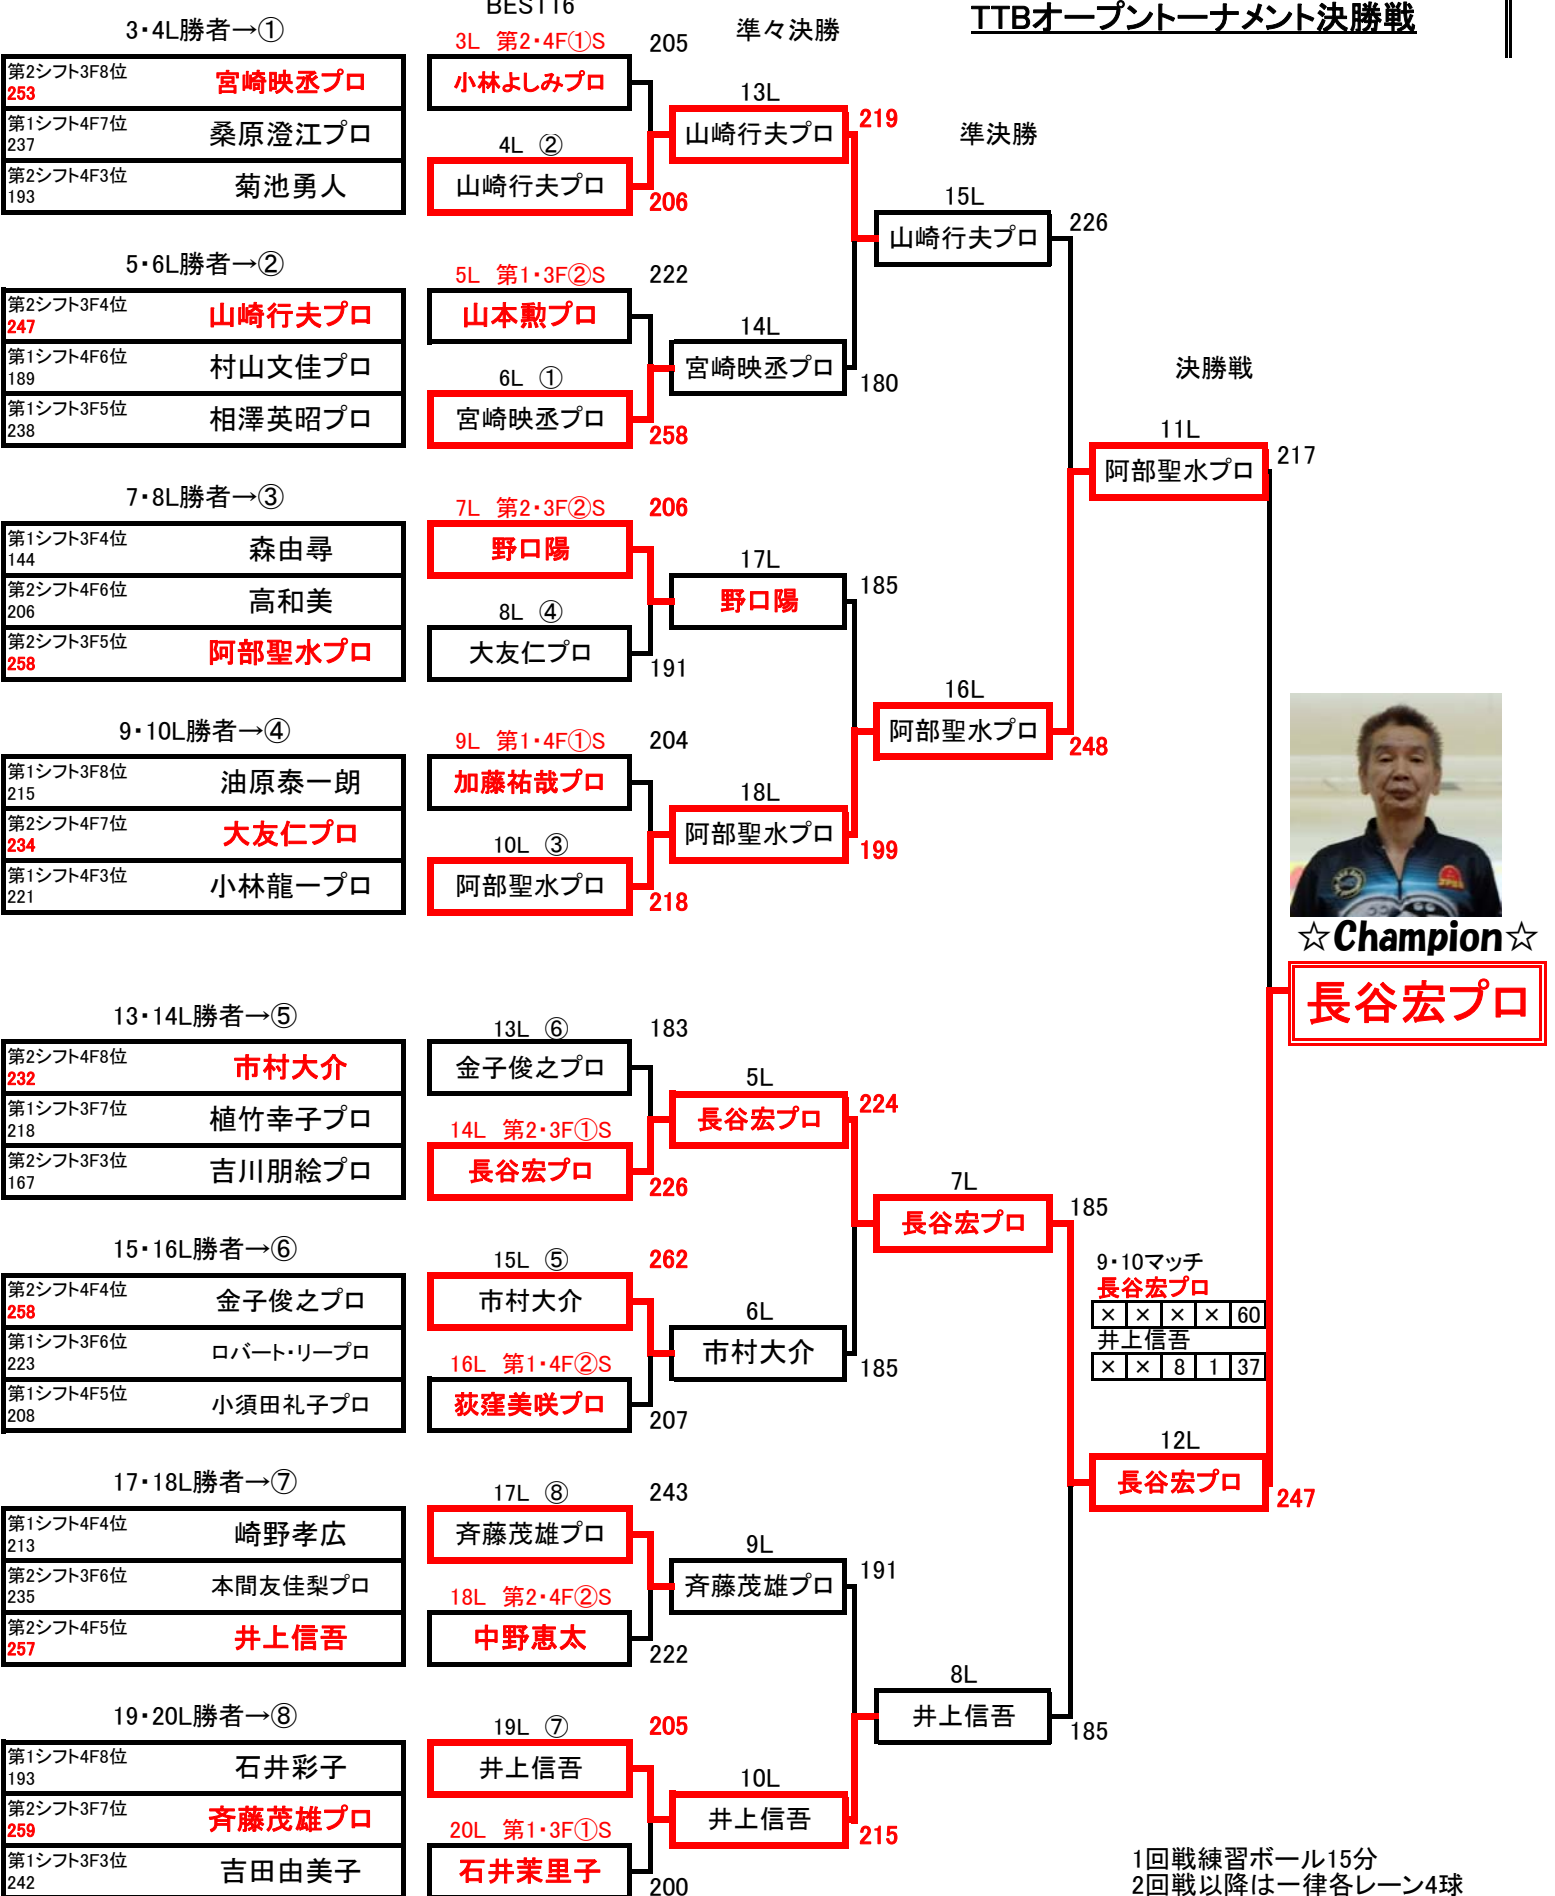 BEST16
TTBオープントーナメント決勝戦
3・4L勝者→①
3L 第2・4F①S
205
準々決勝
第2シフト3F8位
253
宮崎映丞プロ
第1シフト4F7位
237
桑原澄江プロ
第2シフト4F3位
193
菊池勇人
小林よしみプロ
4L ②
山崎行夫プロ
206
13L
山崎行夫プロ
219
準決勝
5・6L勝者→②
第2シフト3F4位
247
山崎行夫プロ
第1シフト4F6位
189
村山文佳プロ
第1シフト3F5位
238
相澤英昭プロ
5L 第1・3F②S
222
山本勲プロ
6L ①
宮崎映丞プロ
258
14L
宮崎映丞プロ
180
15L
山崎行夫プロ
226
決勝戦
7・8L勝者→③
第1シフト3F4位
144
森由尋
第2シフト4F6位
206
高和美
第2シフト3F5位
258
阿部聖水プロ
7L 第2・3F②S
206
野口陽
8L ④
大友仁プロ
191
17L
野口陽
185
11L
阿部聖水プロ
217
9・10L勝者→④
第1シフト3F8位
215
油原泰一朗
第2シフト4F7位
234
大友仁プロ
第1シフト4F3位
221
小林龍一プロ
9L 第1・4F①S
204
加藤祐哉プロ
10L ③
阿部聖水プロ
218
18L
阿部聖水プロ
199
16L
阿部聖水プロ
248
☆Champion☆
長谷宏プロ
13・14L勝者→⑤
第2シフト4F8位
232
市村大介
第1シフト3F7位
218
植竹幸子プロ
第2シフト3F3位
167
吉川朋絵プロ
13L ⑥
183
金子俊之プロ
14L 第2・3F①S
長谷宏プロ
226
5L
長谷宏プロ
224
15・16L勝者→⑥
第2シフト4F4位
258
金子俊之プロ
第1シフト3F6位
223
ロバート・リープロ
第1シフト4F5位
208
小須田礼子プロ
15L ⑤
262
市村大介
16L 第1・4F②S
荻窪美咲プロ
207
6L
市村大介
185
7L
長谷宏プロ
185
9・10マッチ
長谷宏プロ
× × × × 60
井上信吾
× × 8 1 37
12L
長谷宏プロ
247
17・18L勝者→⑦
第1シフト4F4位
213
崎野孝広
第2シフト3F6位
235
本間友佳梨プロ
第2シフト4F5位
257
井上信吾
17L ⑧
243
斉藤茂雄プロ
18L 第2・4F②S
中野恵太
222
9L
斉藤茂雄プロ
191
8L
井上信吾
185
19・20L勝者→⑧
第1シフト4F8位
193
石井彩子
第2シフト3F7位
259
斉藤茂雄プロ
第1シフト3F3位
242
吉田由美子
19L ⑦
205
井上信吾
20L 第1・3F①S
石井茉里子
200
10L
井上信吾
215
1回戦練習ボール15分
2回戦以降は一律各レーン4球